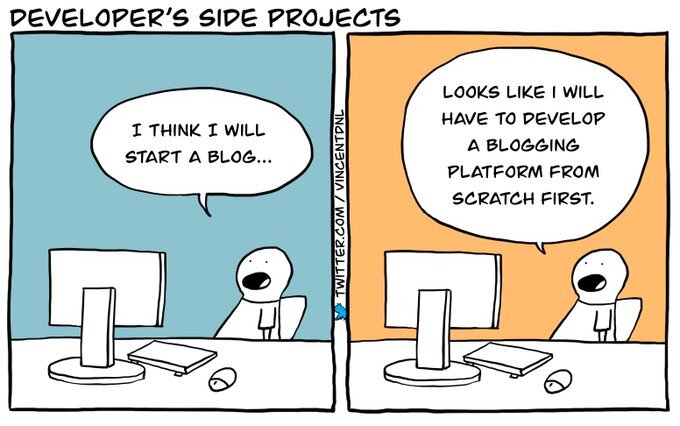 DEVELOPER'S SIDE PROJECTS
I THINK I WILL
START A BLOG...
TWITTER.COM / VINCENTDNL
LOOKS LIKE I WILL
HAVE TO DEVELOP
A BLOGGING
PLATFORM FROM
SCRATCH FIRST.